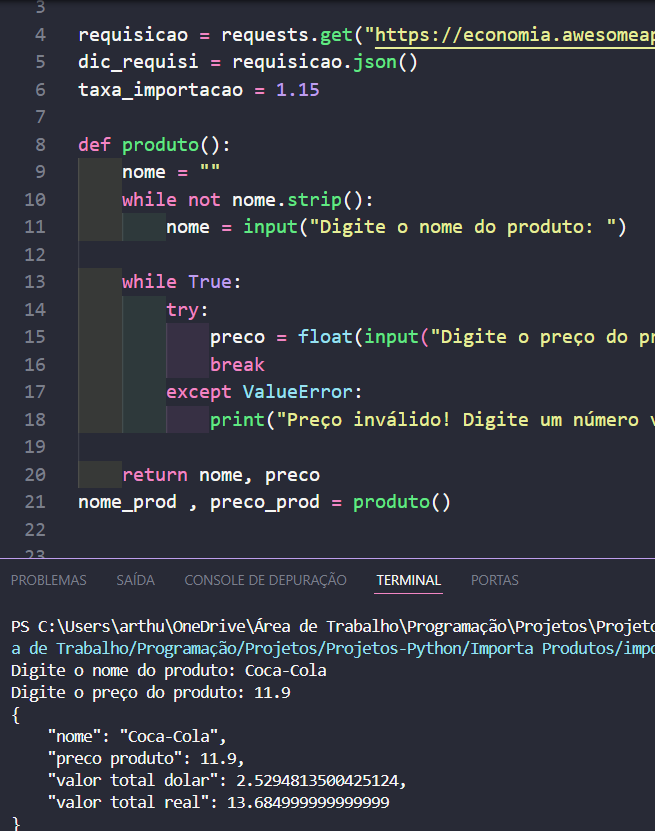 3
4 requisicao = requests.get("https://economia.awesomeap
5 dic_requisi = requisicao.json()
6 taxa_importacao = 1.15
7
8 def produto():
9 nome = ""
10 while not nome.strip():
11 nome = input("Digite o nome do produto: ")
12
13 while True:
14 try:
15 preco = float(input("Digite o preço do pr
16 break
17 except ValueError:
18 print("Preço inválido! Digite um número v
19
20 return nome, preco
21 nome_prod , preco_prod = produto()
22
23
PROBLEMAS SAÍDA CONSOLE DE DEPURAÇÃO TERMINAL PORTAS
PS C:\Users\arthu\OneDrive\Área de Trabalho\Programação\Projetos\Projeto
a de Trabalho/Programação/Projetos/Projetos-Python/Importa Produtos/impo
Digite o nome do produto: Coca-Cola
Digite o preço do produto: 11.9
{
"nome": "Coca-Cola",
"preco produto": 11.9,
"valor total dolar": 2.5294813500425124,
"valor total real": 13.684999999999999
}